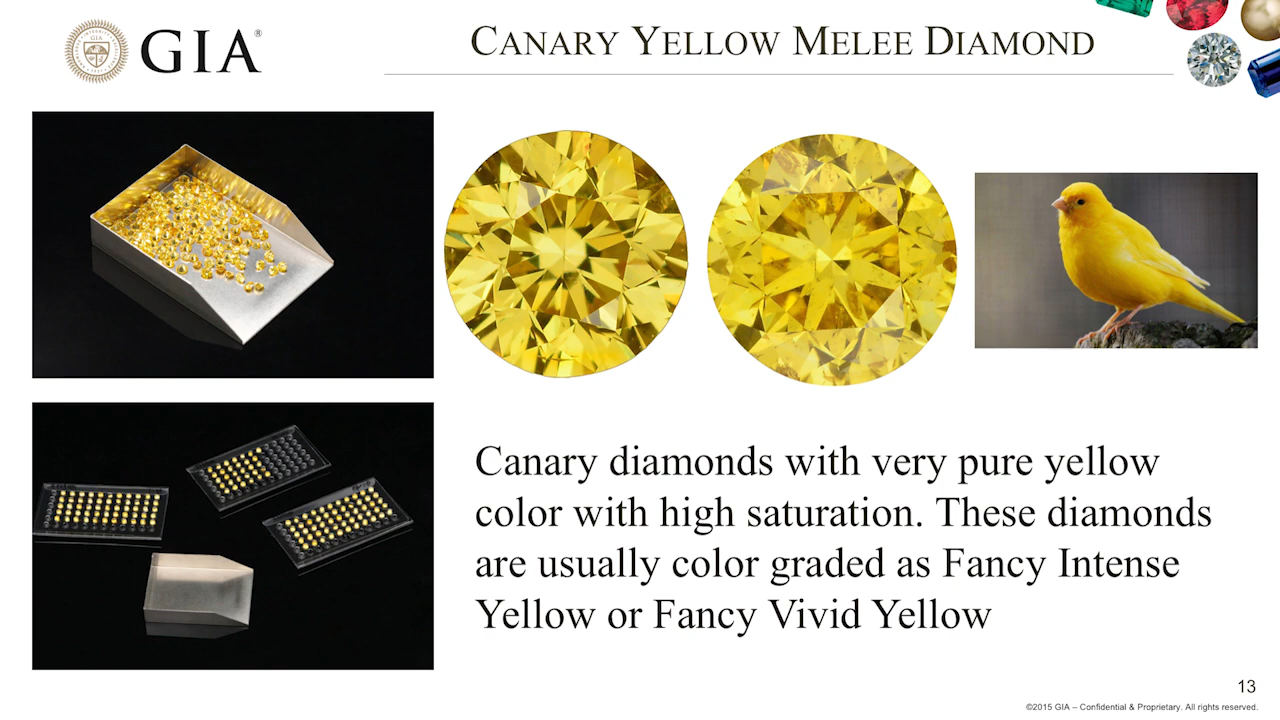 GIA®
CANARY YELLOW MELEE DIAMOND
Canary diamonds with very pure yellow
color with high saturation. These diamonds
are usually color graded as Fancy Intense
Yellow or Fancy Vivid Yellow
13
©2015 GIA – Confidential & Proprietary. All rights reserved.